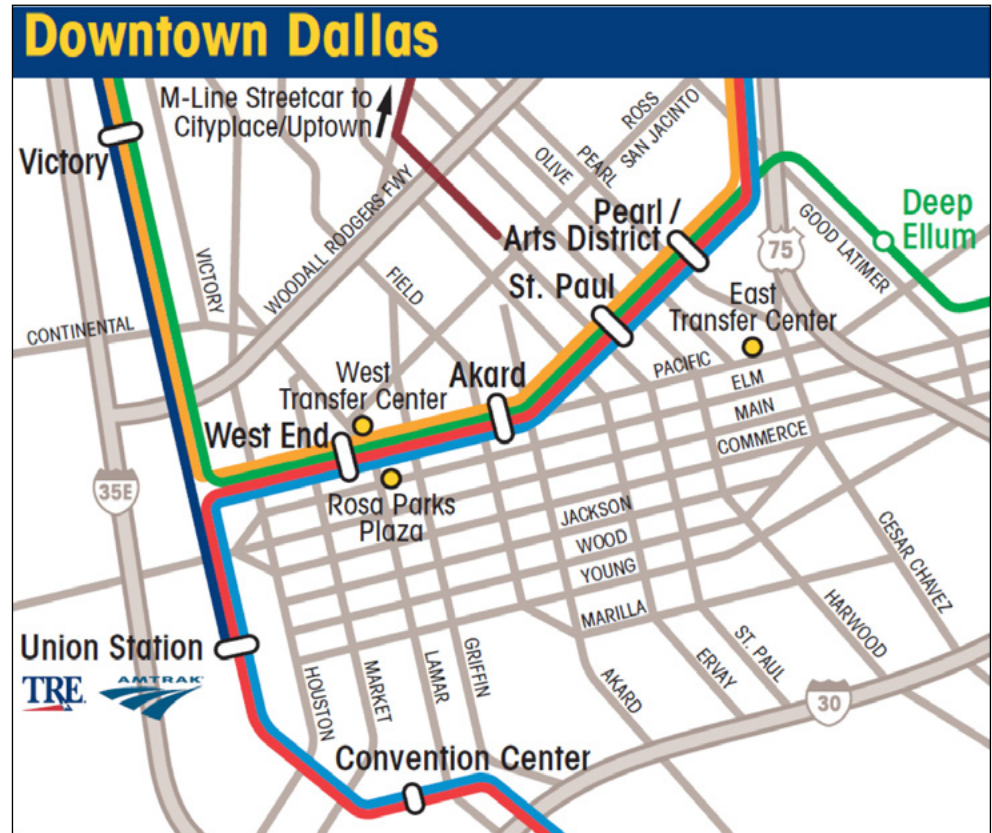 Downtown Dallas
M-Line Streetcar to
Cityplace/Uptown
ROSS
SAN JACINTO
PEARL
OLIVE
Victory
WOODALL RODGERS FWY
VICTORY
FIELD
CONTINENTAL
Pearl /
Arts District
St. Paul
75
GOOD LATIMER
Deep
Ellum
East
Transfer Center
PACIFIC
ELM
MAIN
COMMERCE
Akard
West
Transfer Center
West End
35E
Rosa Parks
Plaza
JACKSON
WOOD
YOUNG
MARILLA
CESAR CHAVEZ
HARWOOD
ST. PAUL
ERVAY
AKARD
Union Station
TRE
AMTRAK
HOUSTON
MARKET
LAMAR
GRIFFIN
30
Convention Center